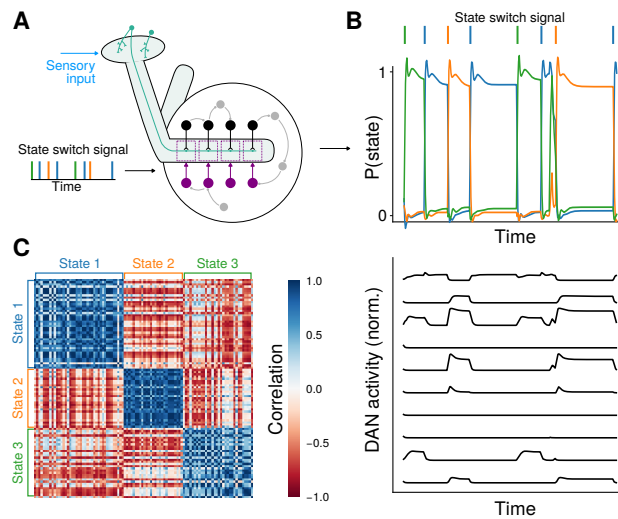 A
Sensory
input
State switch signal
Time
B
State switch signal
1
P(state)
0
Time
C
State 1
State 2
State 3
State 1
State 2
State 3
1.0
0.5
0.0
−0.5
−1.0
Correlation
DAN activity (norm.)
Time